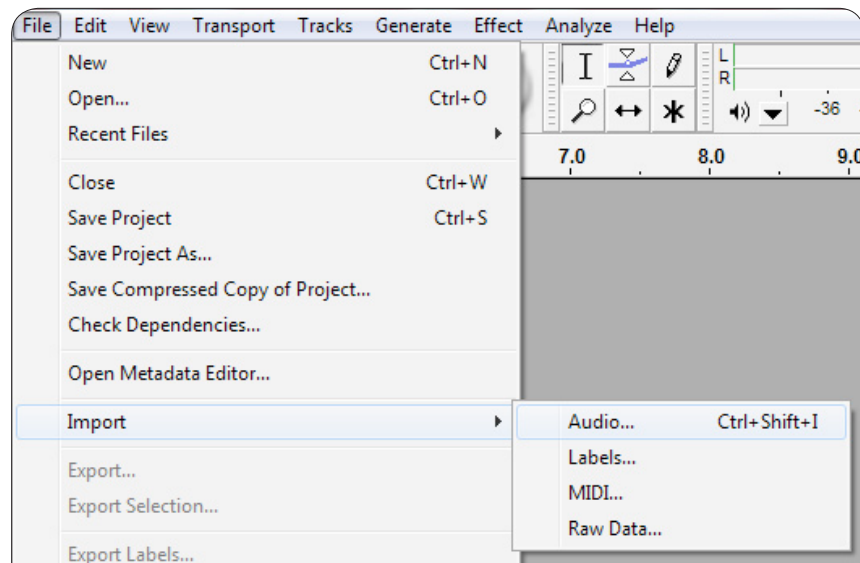 File Edit View Transport Tracks Generate Effect Analyze Help
New Ctrl+N
Open... Ctrl+O
Recent Files
Close Ctrl+W
Save Project Ctrl+S
Save Project As...
Save Compressed Copy of Project...
Check Dependencies...
Open Metadata Editor...
Import
Export...
Export Selection...
Export Labels...
Audio... Ctrl+Shift+I
Labels...
MIDI...
Raw Data...
L
R
-36
7.0 8.0 9.0